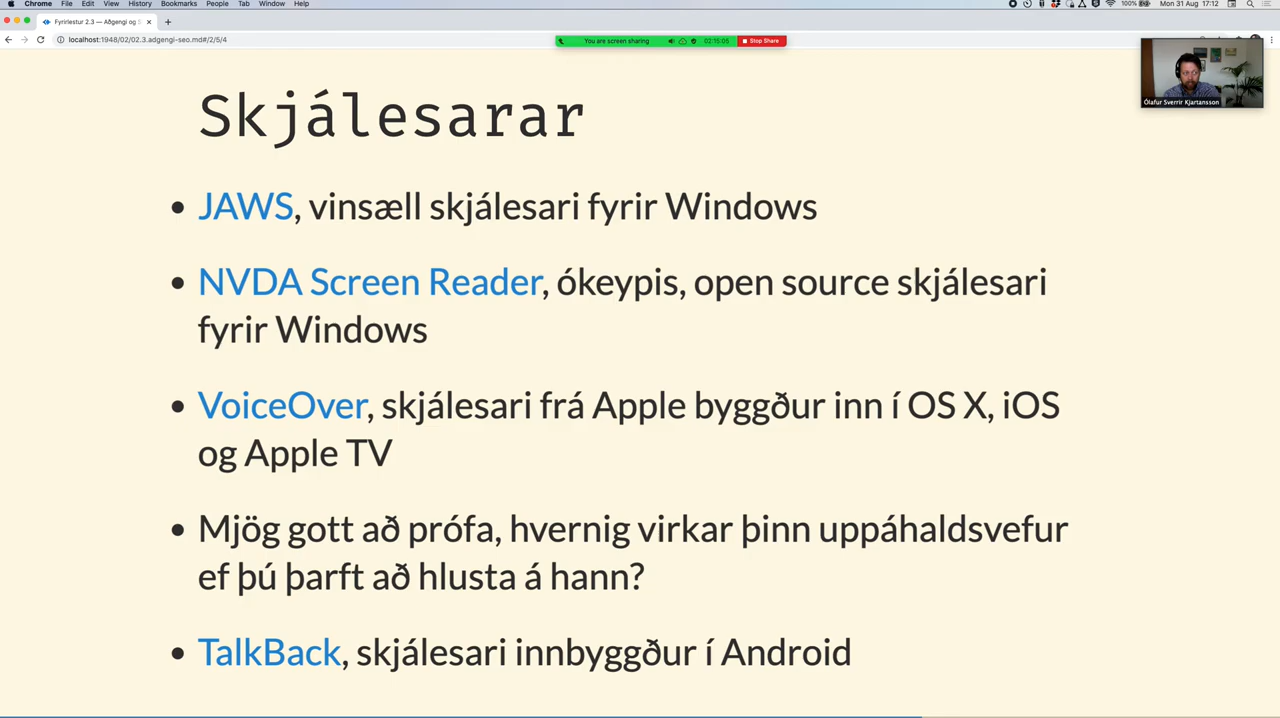 Chrome File Edit View History Bookmarks People Tab Window Help
100% Mon 31 Aug 17:12
Fyrirlestur 2.3 — Aðgengi og
localhost:1948/02/02.3.adgengi-seo.md#/2/5/4
You are screen sharing 02:15:05 Stop Share
Ólafur Sverrir Kjartansson
Skjálesarar
• JAWS, vinsæll skjálesari fyrir Windows
• NVDA Screen Reader, ókeypis, open source skjálesari
fyrir Windows
• VoiceOver, skjálesari frá Apple byggður inn í OS X, iOS
og Apple TV
• Mjög gott að prófa, hvernig virkar þinn uppáhaldsvefur
ef þú þarft að hlusta á hann?
• TalkBack, skjálesari innbyggður í Android